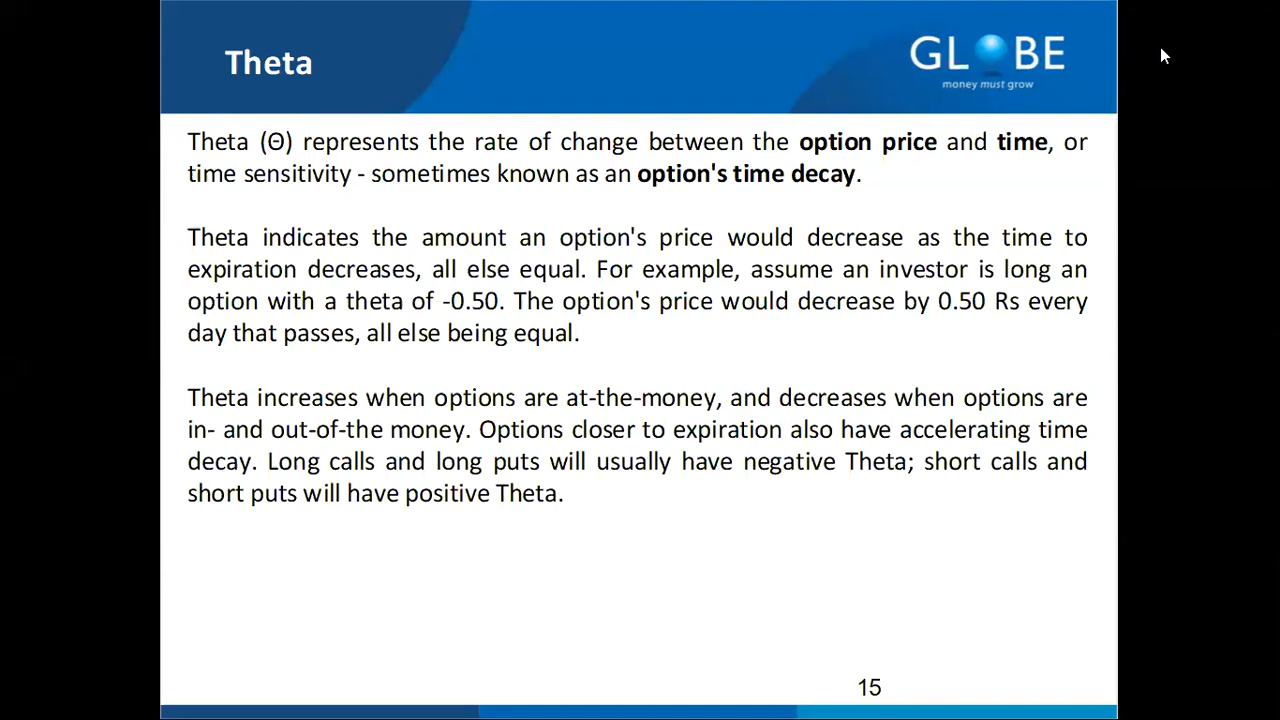 Theta
GLOBE
money must grow
Theta (Θ) represents the rate of change between the option price and time, or
time sensitivity - sometimes known as an option's time decay.
Theta indicates the amount an option's price would decrease as the time to
expiration decreases, all else equal. For example, assume an investor is long an
option with a theta of -0.50. The option's price would decrease by 0.50 Rs every
day that passes, all else being equal.
Theta increases when options are at-the-money, and decreases when options are
in- and out-of-the money. Options closer to expiration also have accelerating time
decay. Long calls and long puts will usually have negative Theta; short calls and
short puts will have positive Theta.
15